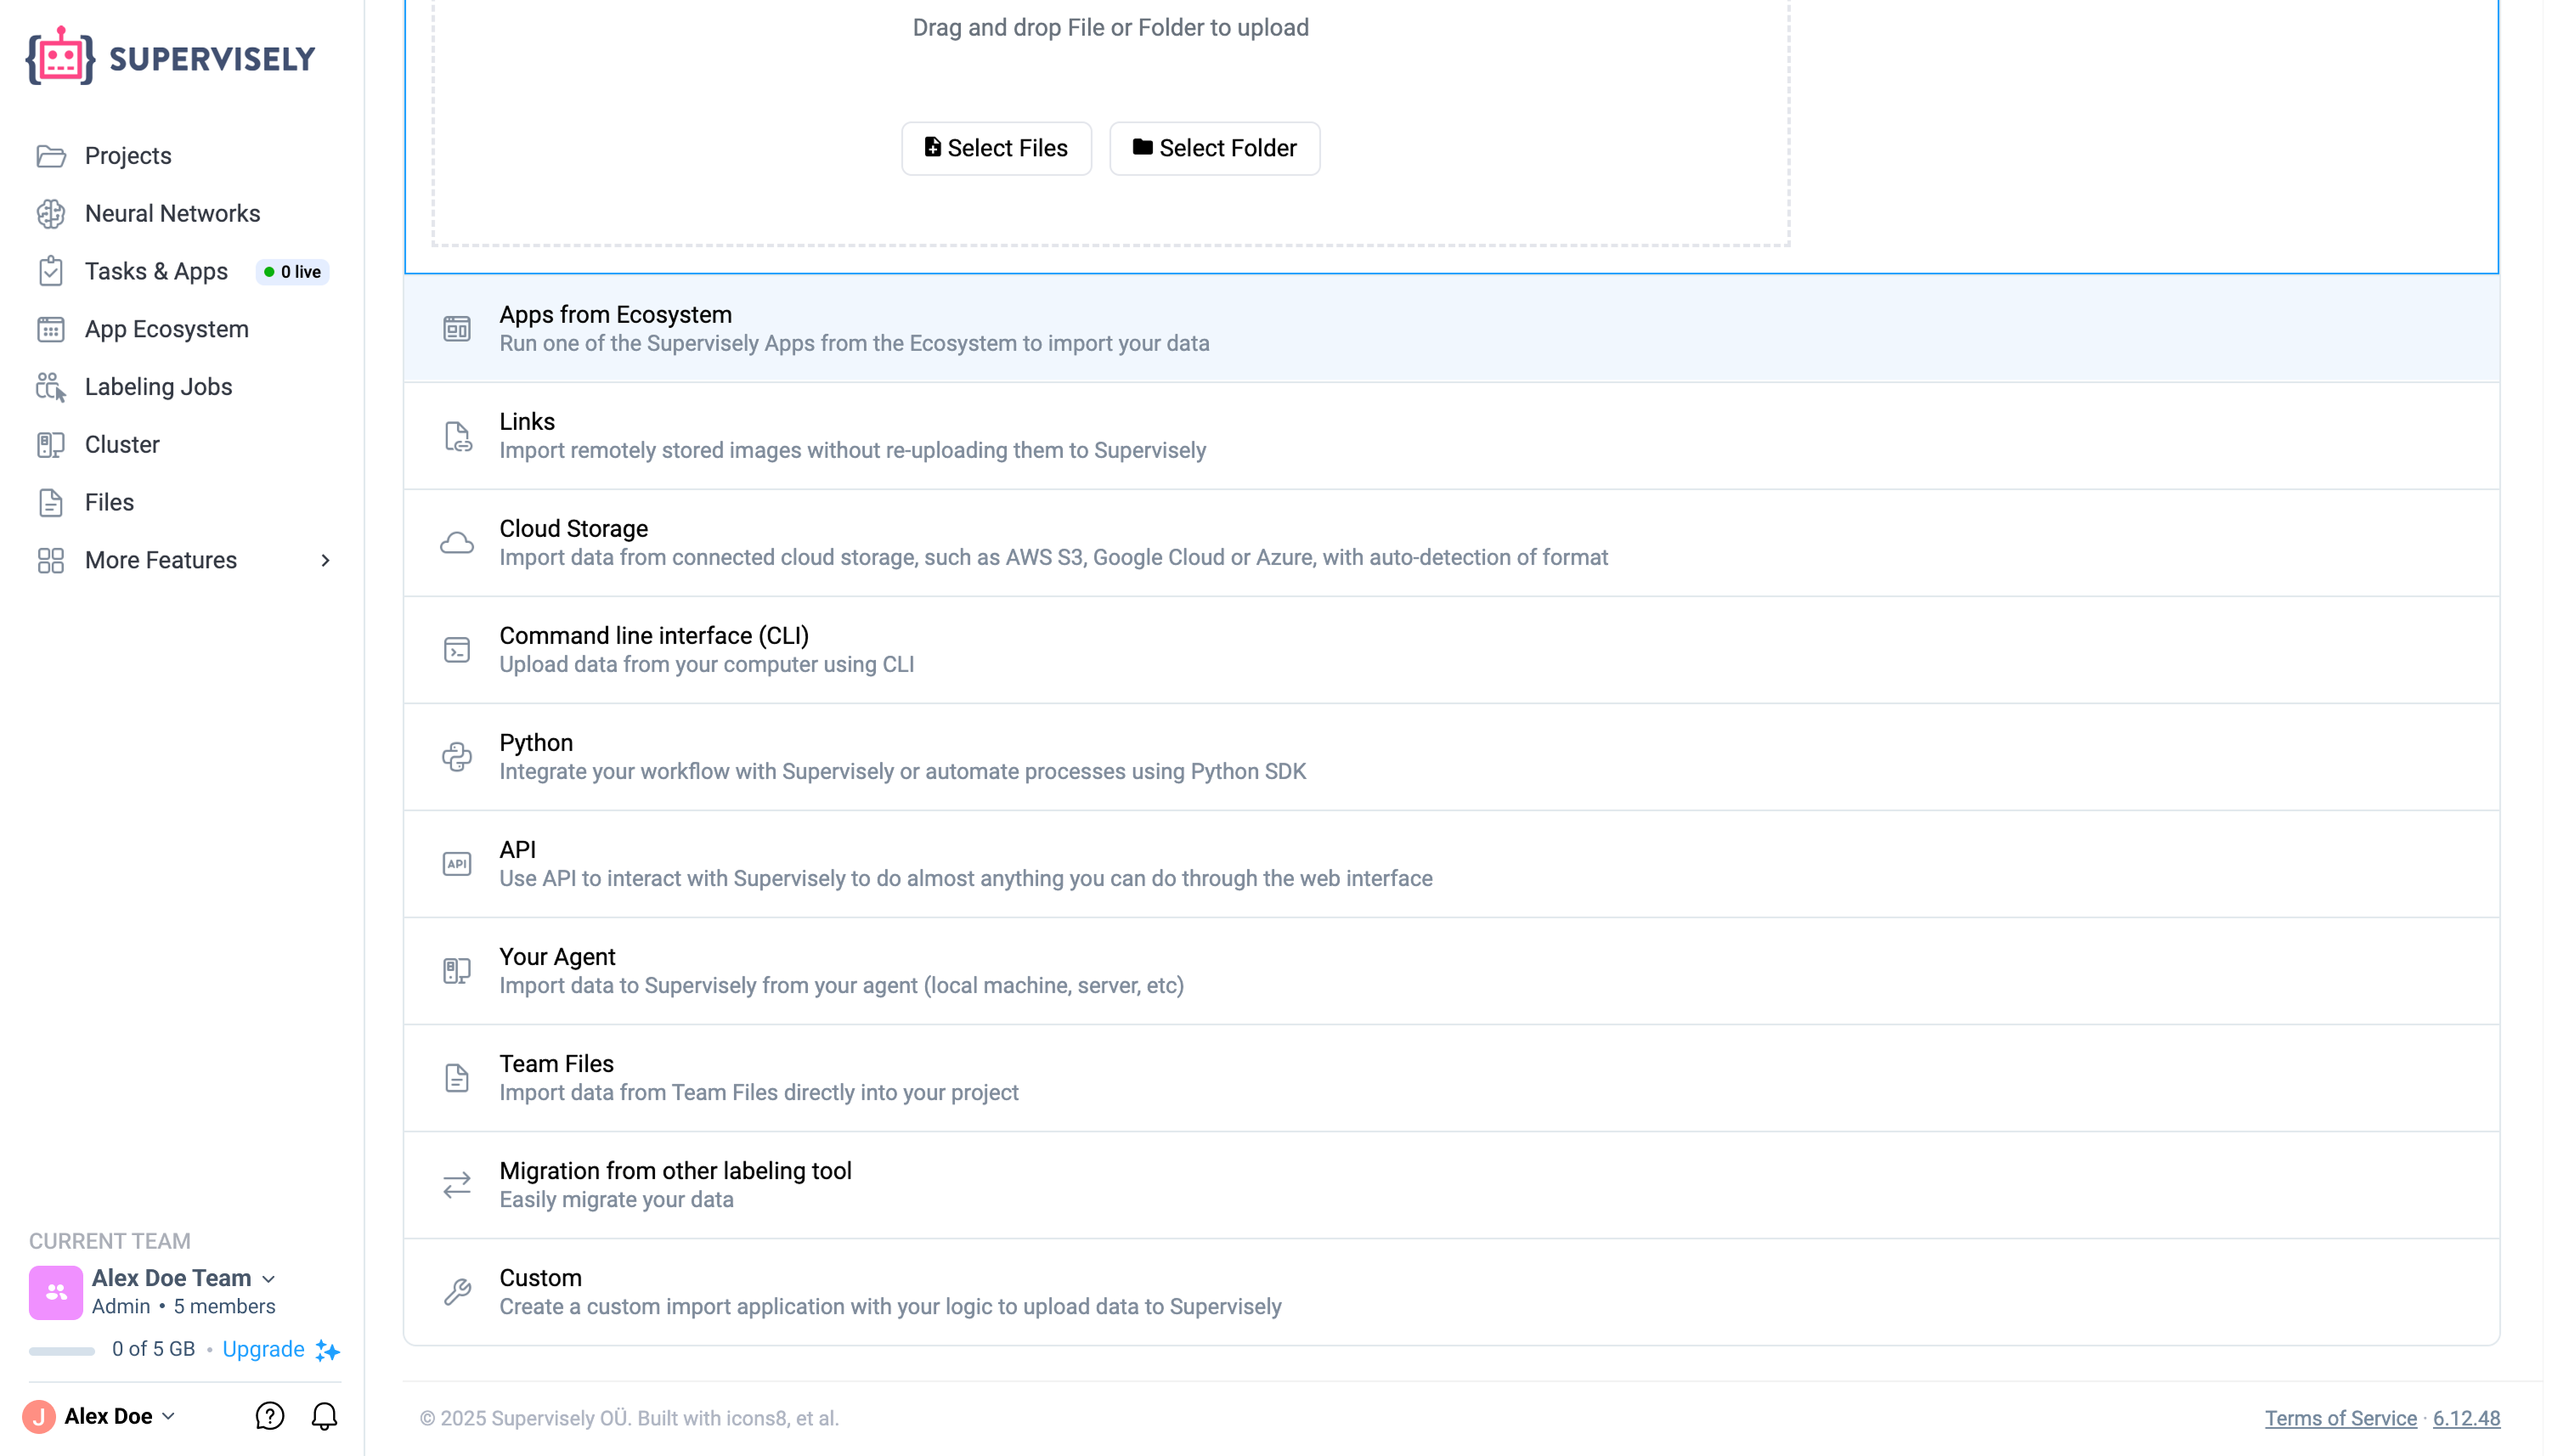 SUPERVISELY
Projects
Neural Networks
Tasks & Apps
0 live
App Ecosystem
Labeling Jobs
Cluster
Files
More Features
CURRENT TEAM
Alex Doe Team
Admin • 5 members
0 of 5 GB • Upgrade
J Alex Doe
Drag and drop File or Folder to upload
Select Files
Select Folder
Apps from Ecosystem
Run one of the Supervisely Apps from the Ecosystem to import your data
Links
Import remotely stored images without re-uploading them to Supervisely
Cloud Storage
Import data from connected cloud storage, such as AWS S3, Google Cloud or Azure, with auto-detection of format
Command line interface (CLI)
Upload data from your computer using CLI
Python
Integrate your workflow with Supervisely or automate processes using Python SDK
API
API
Use API to interact with Supervisely to do almost anything you can do through the web interface
Your Agent
Import data to Supervisely from your agent (local machine, server, etc)
Team Files
Import data from Team Files directly into your project
Migration from other labeling tool
Easily migrate your data
Custom
Create a custom import application with your logic to upload data to Supervisely
© 2025 Supervisely OÜ. Built with icons8, et al.
Terms of Service · 6.12.48